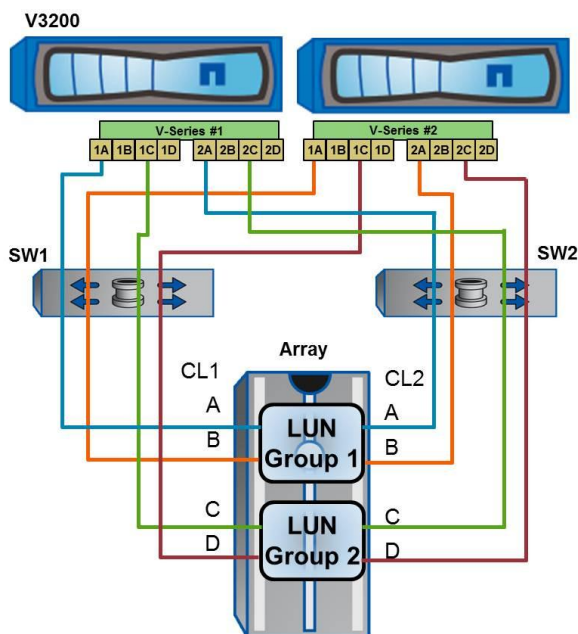 V3200
V-Series #1
V-Series #2
1A 1B 1C 1D 2A 2B 2C 2D
1A 1B 1C 1D 2A 2B 2C 2D
SW1
SW2
Array
CL1
CL2
A
A
B
B
LUN
Group 1
C
C
D
D
LUN
Group 2